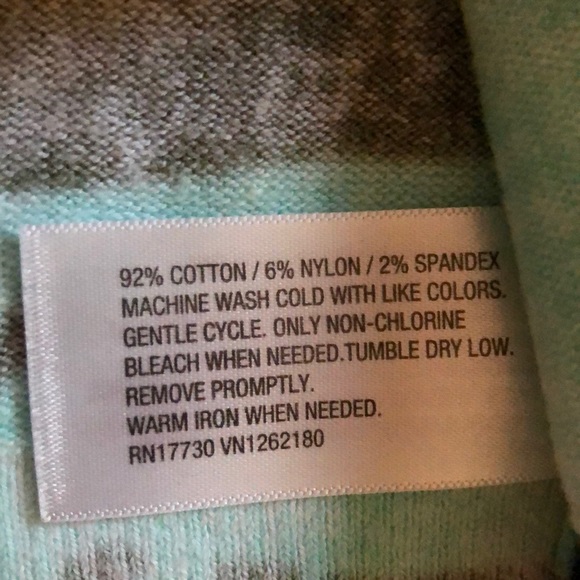 92% COTTON / 6% NYLON / 2% SPANDEX
MACHINE WASH COLD WITH LIKE COLORS.
GENTLE CYCLE. ONLY NON-CHLORINE
BLEACH WHEN NEEDED.TUMBLE DRY LOW.
REMOVE PROMPTLY.
WARM IRON WHEN NEEDED.
RN17730 VN1262180